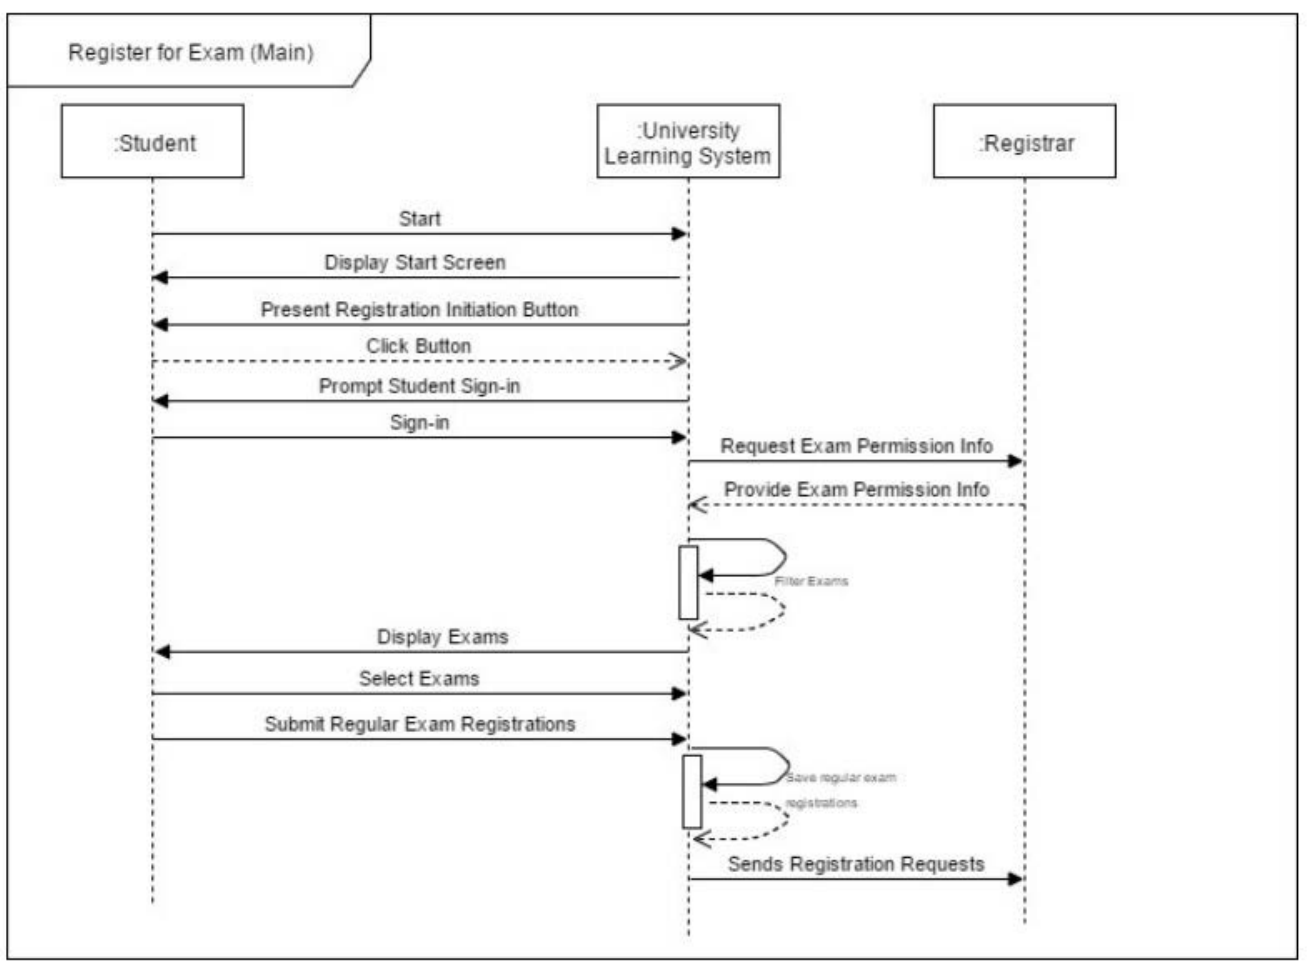 Register for Exam (Main)
:Student
:University
Learning System
:Registrar
Start
Display Start Screen
Present Registration Initiation Button
Click Button
Prompt Student Sign-in
Sign-in
Request Exam Permission Info
Provide Exam Permission Info
Filter Exams
Display Exams
Select Exams
Submit Regular Exam Registrations
Save regular exam
registrations
Sends Registration Requests